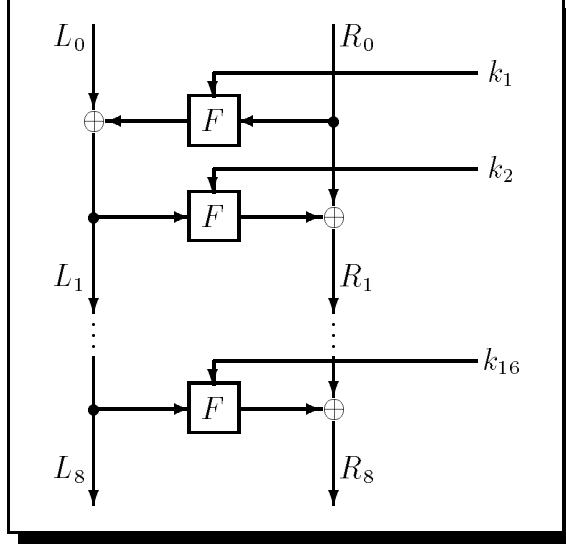 L₀ R₀
k₁
⊕ F
k₂
F ⊕
L₁ R₁
k₁₆
F ⊕
L₈ R₈